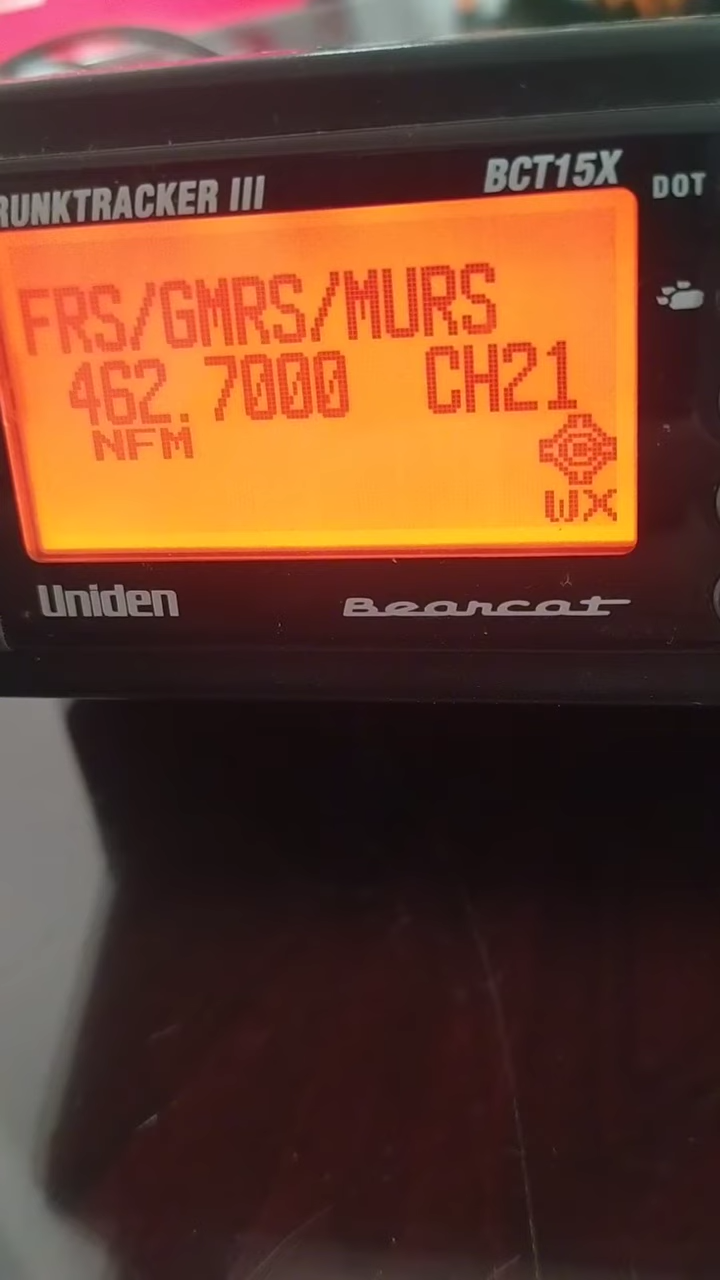 RUNKTRACKER III
BCT15X
DOT
FRS/GMRS/MURS
462.7000 CH21
NFM
C
WX
Uniden
Bearcat